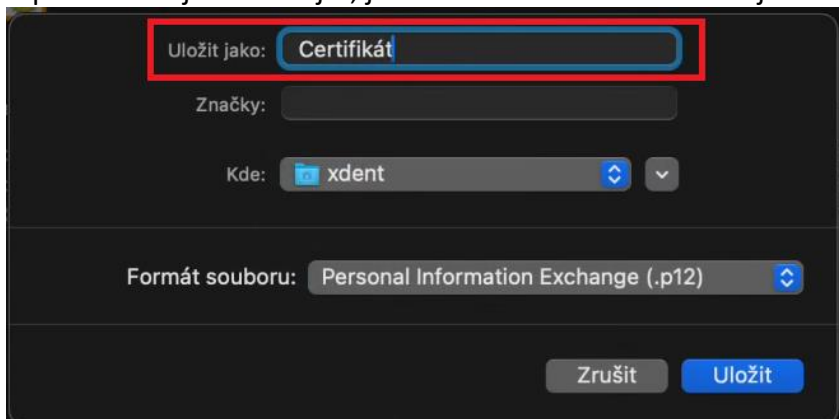 Uložit jako: Certifikát
Značky:
Kde: xdent
Formát souboru: Personal Information Exchange (.p12)
Zrušit Uložit